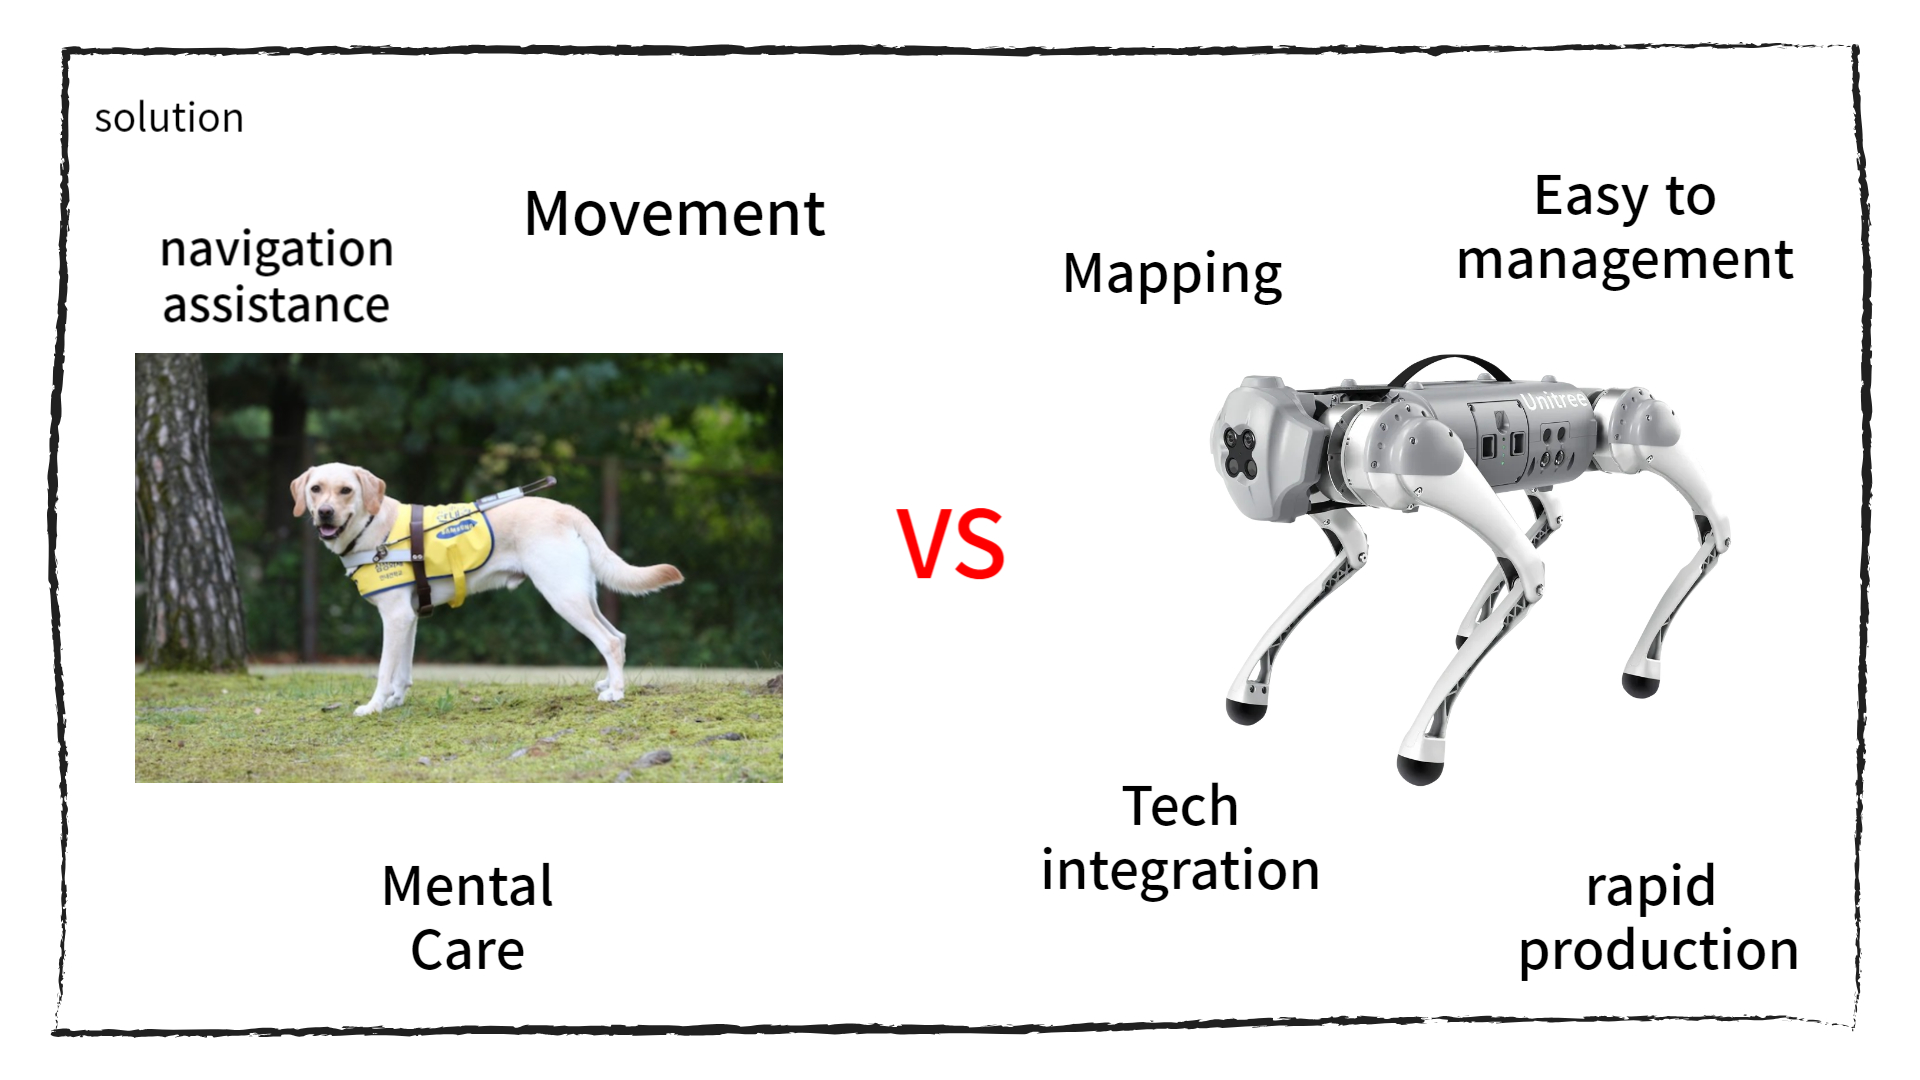 solution
Movement
navigation
assistance
Mental
Care
VS
Mapping
Easy to
management
Unitree
Tech
integration
rapid
production